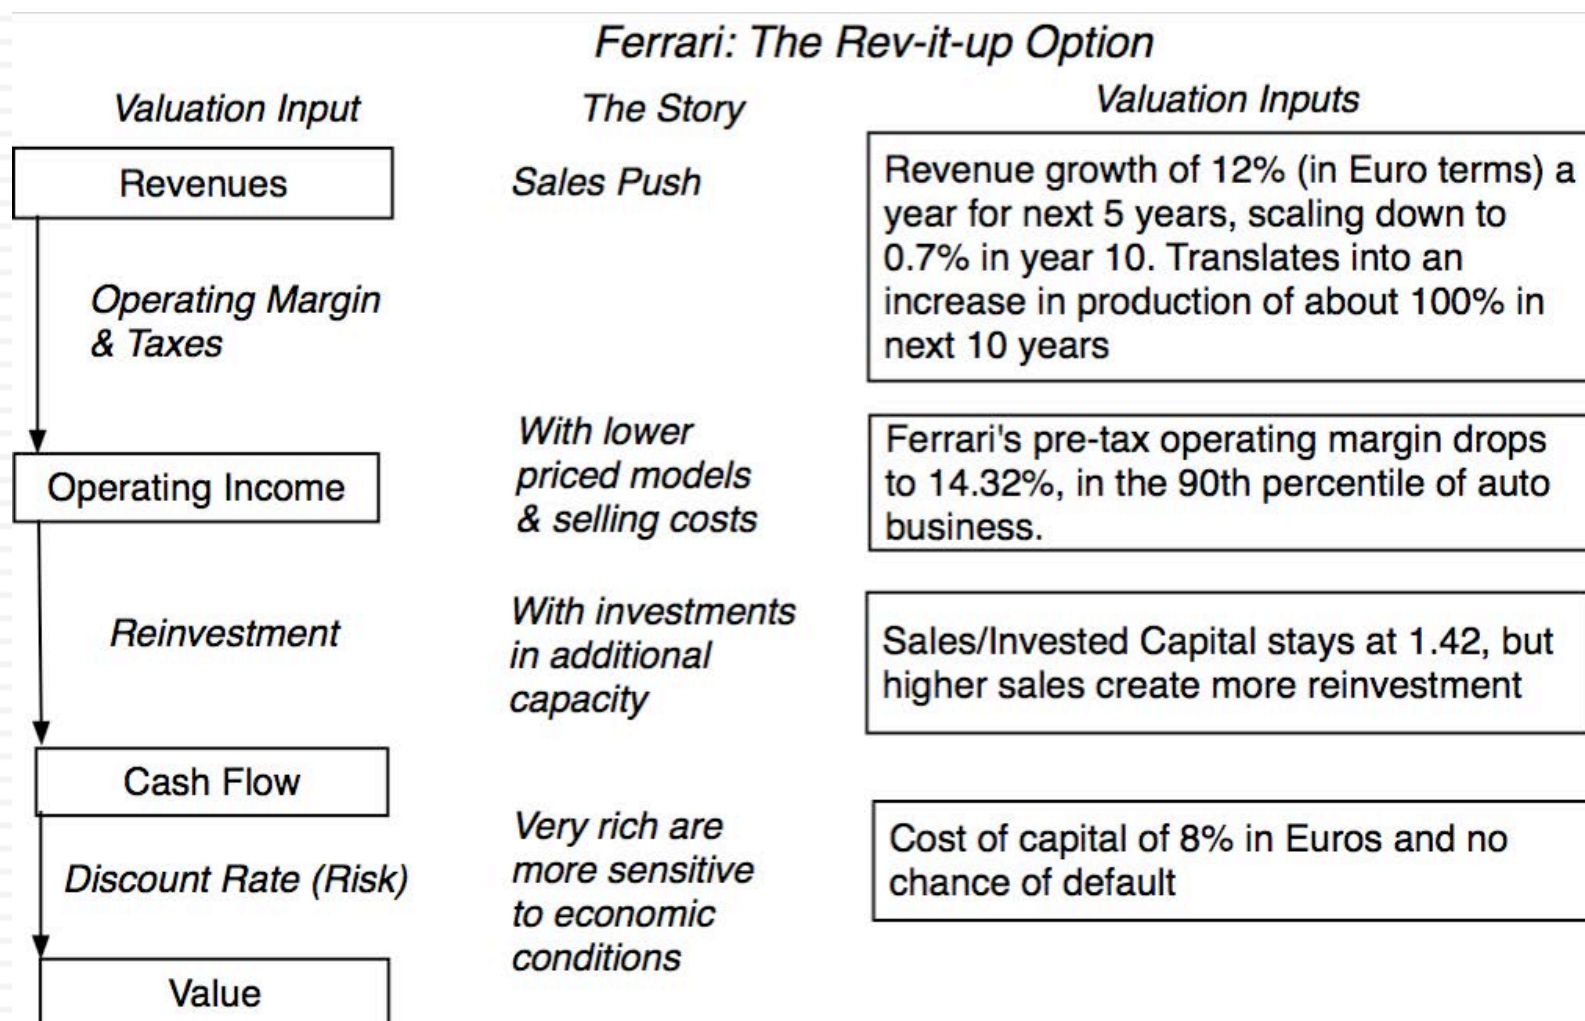 Ferrari: The Rev-it-up Option
Valuation Input
The Story
Valuation Inputs
Revenues
Sales Push
Revenue growth of 12% (in Euro terms) a
year for next 5 years, scaling down to
0.7% in year 10. Translates into an
increase in production of about 100% in
next 10 years
Operating Margin
& Taxes
Operating Income
With lower
priced models
& selling costs
Ferrari's pre-tax operating margin drops
to 14.32%, in the 90th percentile of auto
business.
Reinvestment
With investments
in additional
capacity
Sales/Invested Capital stays at 1.42, but
higher sales create more reinvestment
Cash Flow
Discount Rate (Risk)
Very rich are
more sensitive
to economic
conditions
Cost of capital of 8% in Euros and no
chance of default
Value